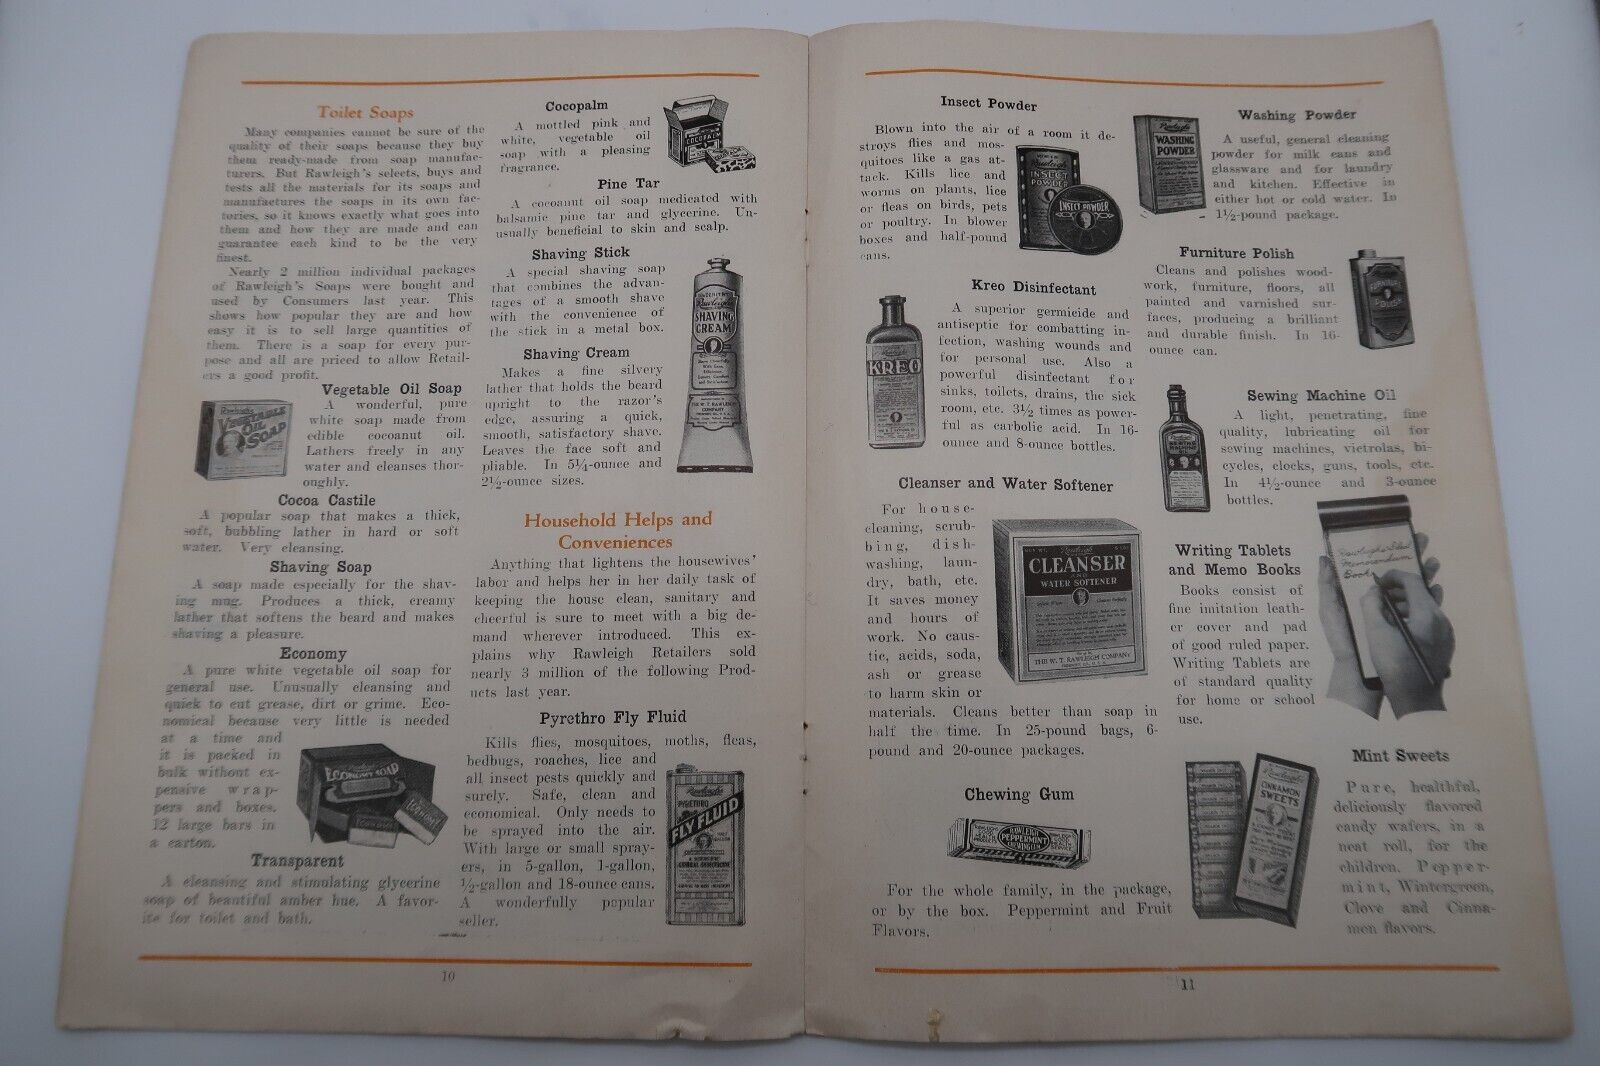 Toilet Soaps
Many companies cannot be sure of the
quality of their soaps because they buy
them ready-made from soap manufac-
turers. But Rawleigh's selects, buys and
tests all the materials for its soaps and
manufactures the soaps in its own fac-
tories, so it knows exactly what goes into
them and how they are made and can
guarantee each kind to be the very
finest.
Nearly 2 million individual packages
of Rawleigh's Soaps were bought and
used by Consumers last year. This
shows how popular they are and how
easy it is to sell large quantities of
them. There is a soap for every pur-
pose and all are priced to allow Retail-
ers a good profit.
Vegetable Oil Soap
A wonderful, pure
white soap made from
edible cocoanut oil.
Lathers freely in any
water and cleanses thor-
oughly.
Rawleigh's
VEGETABLE
OIL
SOAP
Cocoa Castile
A popular soap that makes a thick,
soft, bubbling lather in hard or soft
water. Very cleansing.
Shaving Soap
A soap made especially for the shav-
ing mug. Produces a thick, creamy
lather that softens the beard and makes
shaving a pleasure.
Economy
A pure white vegetable oil soap for
general use. Unusually cleansing and
quick to cut grease, dirt or grime. Eco-
nomical because very little is needed
at a time and
it is packed in
bulk without ex-
pensive wrap-
pers and boxes.
12 large bars in
a carton.
ECONOMY SOAP
Transparent
A cleansing and stimulating glycerine
soap of beautiful amber hue. A favor-
ite for toilet and bath.
Cocopalm
A mottled pink and
white, vegetable oil
soap with a pleasing
fragrance.
COCOPALM
Pine Tar
A cocoanut oil soap medicated with
balsamic pine tar and glycerine. Un-
usually beneficial to skin and scalp.
Shaving Stick
A special shaving soap
that combines the advan-
tages of a smooth shave
with the convenience of
the stick in a metal box.
Shaving Cream
Makes a fine silvery
lather that holds the beard
upright to the razor's
edge, assuring a quick,
smooth, satisfactory shave.
Leaves the face soft and
pliable. In 5¼-ounce and
2½-ounce sizes.
Rawleigh's
SHAVING
CREAM
THE W. T. RAWLEIGH
COMPANY
Household Helps and
Conveniences
Anything that lightens the housewives'
labor and helps her in her daily task of
keeping the house clean, sanitary and
cheerful is sure to meet with a big de-
mand wherever introduced. This ex-
plains why Rawleigh Retailers sold
nearly 3 million of the following Prod-
ucts last year.
Pyrethro Fly Fluid
Kills flies, mosquitoes, moths, fleas,
bedbugs, roaches, lice and
all insect pests quickly and
surely. Safe, clean and
economical. Only needs to
be sprayed into the air.
With large or small spray-
ers, in 5-gallon, 1-gallon,
½-gallon and 18-ounce cans.
A wonderfully popular
seller.
Rawleigh's
PYRETHRO
FLY FLUID
10
Insect Powder
Blown into the air of a room it de-
stroys flies and mos-
quitoes like a gas at-
tack. Kills lice and
worms on plants, lice
or fleas on birds, pets
or poultry. In blower
boxes and half-pound
cans.
Rawleigh
INSECT
POWDER
INSECT POWDER
Kreo Disinfectant
A superior germicide and
antiseptic for combatting in-
fection, washing wounds and
for personal use. Also a
powerful disinfectant for
sinks, toilets, drains, the sick
room, etc. 3½ times as power-
ful as carbolic acid. In 16-
ounce and 8-ounce bottles.
KREO
Cleanser and Water Softener
For house-
cleaning, scrub-
bing, dish-
washing, laun-
dry, bath, etc.
It saves money
and hours of
work. No caus-
tic, acids, soda,
ash or grease
to harm skin or
materials. Cleans better than soap in
half the time. In 25-pound bags, 6-
pound and 20-ounce packages.
Rawleigh
CLEANSER
AND
WATER SOFTENER
THE W. T. RAWLEIGH COMPANY
Chewing Gum
RAWLEIGH
PEPPERMINT
CHEWING GUM
For the whole family, in the package,
or by the box. Peppermint and Fruit
Flavors.
Washing Powder
A useful, general cleaning
powder for milk cans and
glassware and for laundry
and kitchen. Effective in
either hot or cold water. In
1½-pound package.
Rawleigh's
WASHING
POWDER
Furniture Polish
Cleans and polishes wood-
work, furniture, floors, all
painted and varnished sur-
faces, producing a brilliant
and durable finish. In 16-
ounce can.
FURNITURE
POLISH
Sewing Machine Oil
A light, penetrating, fine
quality, lubricating oil for
sewing machines, victrolas, bi-
cycles, clocks, guns, tools, etc.
In 4½-ounce and 3-ounce
bottles.
Writing Tablets
and Memo Books
Books consist of
fine imitation leath-
er cover and pad
of good ruled paper.
Writing Tablets are
of standard quality
for home or school
use.
Memorandum
Books
Mint Sweets
Pure, healthful,
deliciously flavored
candy wafers, in a
neat roll, for the
children. Pepper-
mint, Wintergreen,
Clove and Cinna-
mon flavors.
Rawleigh's
CINNAMON
SWEETS
11